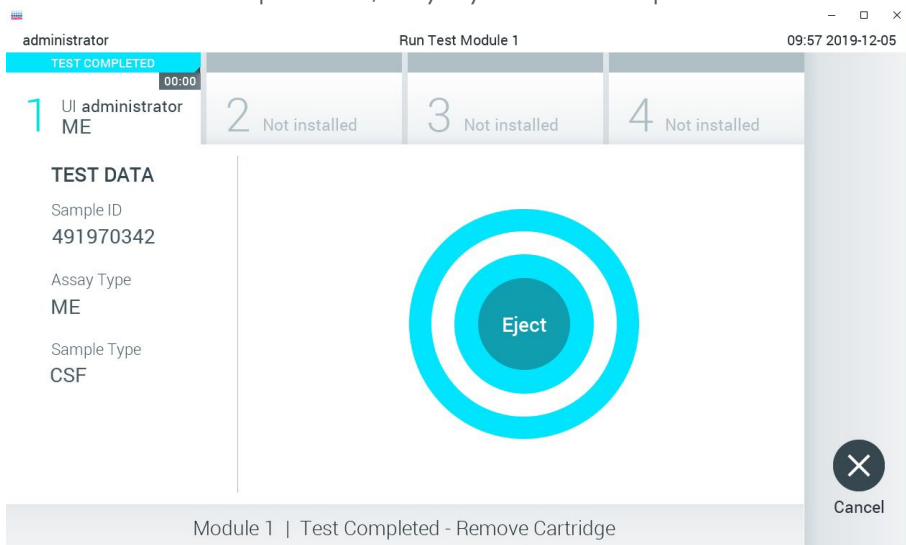 administrator
Run Test Module 1
09:57 2019-12-05
TEST COMPLETED
00:00
1 UI administrator
ME
2 Not installed
3 Not installed
4 Not installed
TEST DATA
Sample ID
491970342
Assay Type
ME
Sample Type
CSF
Eject
Cancel
Module 1 | Test Completed - Remove Cartridge